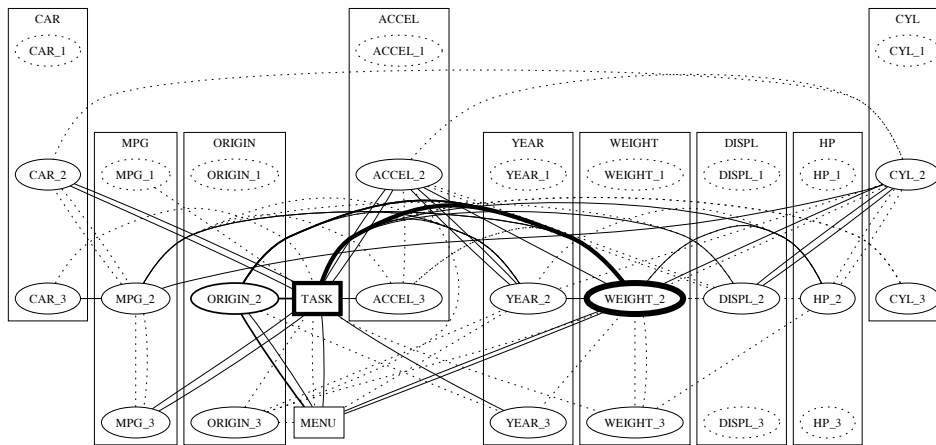 CAR ACCEL CYL
CAR_1 ACCEL_1 CYL_1
MPG ORIGIN YEAR WEIGHT DISPL HP
CAR_2 MPG_1 ORIGIN_1 ACCEL_2 YEAR_1 WEIGHT_1 DISPL_1 HP_1 CYL_2
CAR_3 MPG_2 ORIGIN_2 TASK ACCEL_3 YEAR_2 WEIGHT_2 DISPL_2 HP_2 CYL_3
MPG_3 ORIGIN_3 MENU YEAR_3 WEIGHT_3 DISPL_3 HP_3